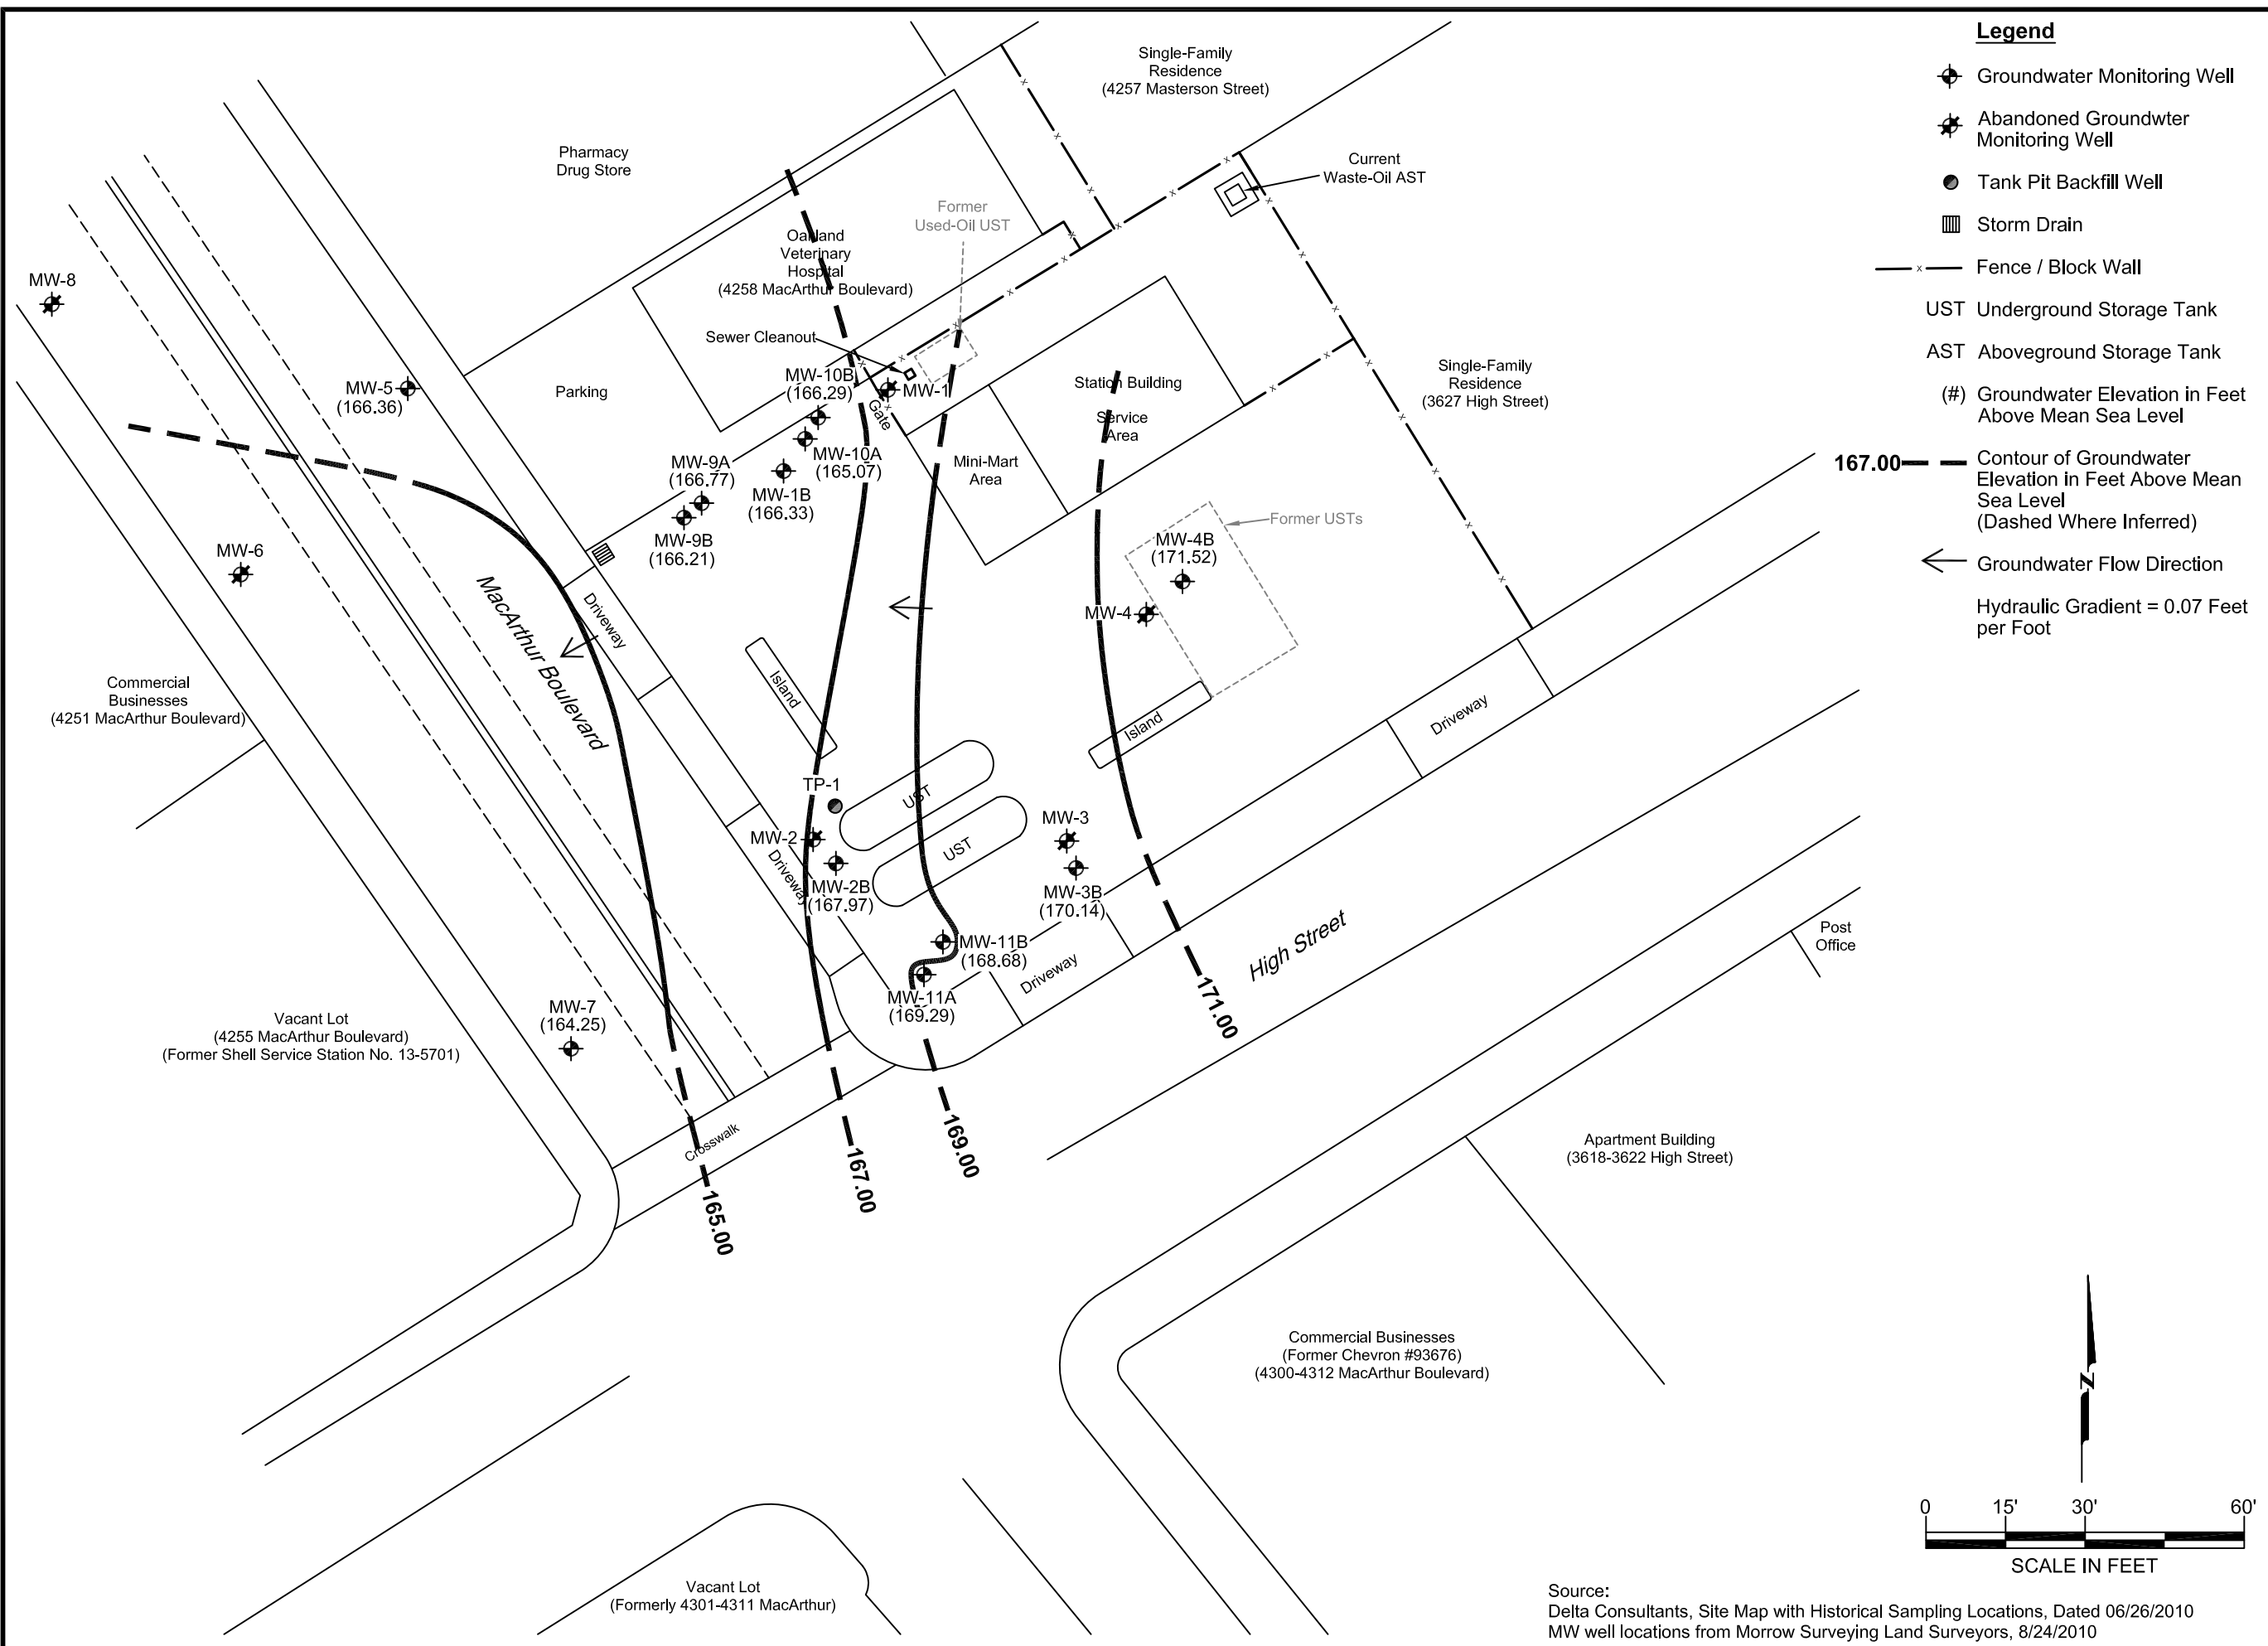 Legend
Groundwater Monitoring Well
Abandoned Groundwter
Monitoring Well
Tank Pit Backfill Well
Storm Drain
x
Fence / Block Wall
UST Underground Storage Tank
AST Aboveground Storage Tank
(#) Groundwater Elevation in Feet
Above Mean Sea Level
167.00 Contour of Groundwater
Elevation in Feet Above Mean
Sea Level
(Dashed Where Inferred)
Groundwater Flow Direction
Hydraulic Gradient = 0.07 Feet
per Foot
Single-Family
Residence
(4257 Masterson Street)
Pharmacy
Drug Store
Current
Waste-Oil AST
Former
Used-Oil UST
Oakland
Veterinary
Hospital
(4258 MacArthur Boulevard)
Sewer Cleanout
MW-8
MW-5
(166.36)
Parking
MW-10B
(166.29)
MW-1
Gate
Station Building
Service
Area
Mini-Mart
Area
Single-Family
Residence
(3627 High Street)
MW-10A
(165.07)
MW-9A
(166.77)
MW-1B
(166.33)
MW-9B
(166.21)
Former USTs
MW-4B
(171.52)
MW-4
MW-6
MacArthur Boulevard
Driveway
Island
Island
Driveway
Commercial
Businesses
(4251 MacArthur Boulevard)
TP-1
UST
UST
MW-2
Driveway
MW-2B
(167.97)
MW-3
MW-3B
(170.14)
MW-11B
(168.68)
MW-11A
(169.29)
Driveway
High Street
Post
Office
171.00
MW-7
(164.25)
Vacant Lot
(4255 MacArthur Boulevard)
(Former Shell Service Station No. 13-5701)
Crosswalk
169.00
167.00
165.00
Apartment Building
(3618-3622 High Street)
Commercial Businesses
(Former Chevron #93676)
(4300-4312 MacArthur Boulevard)
Vacant Lot
(Formerly 4301-4311 MacArthur)
N
0 15' 30' 60'
SCALE IN FEET
Source:
Delta Consultants, Site Map with Historical Sampling Locations, Dated 06/26/2010
MW well locations from Morrow Surveying Land Surveyors, 8/24/2010